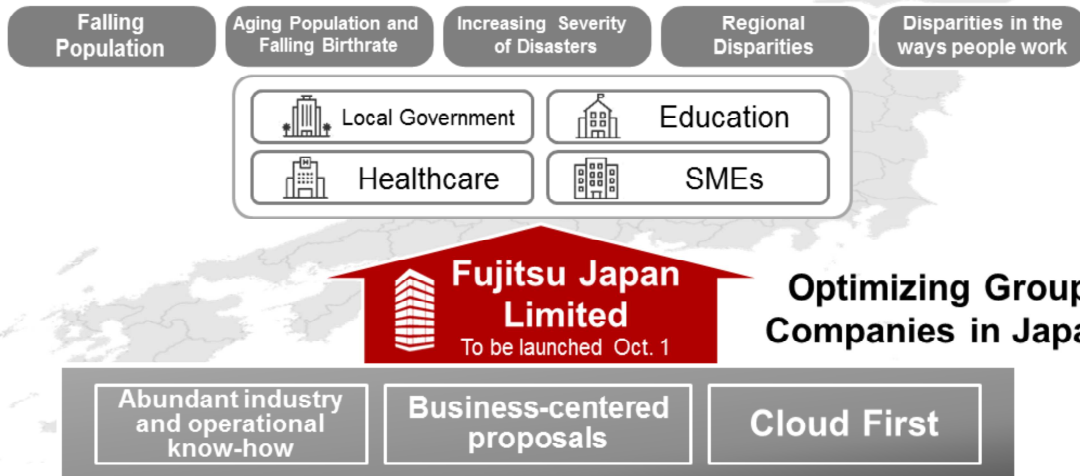 Falling
Population
Aging Population and
Falling Birthrate
Increasing Severity
of Disasters
Regional
Disparities
Disparities in the
ways people work
Local Government
Education
H
Healthcare
SMEs
Fujitsu Japan
Limited
To be launched Oct. 1
Optimizing Group
Companies in Japa
Abundant industry
and operational
know-how
Business-centered
proposals
Cloud First